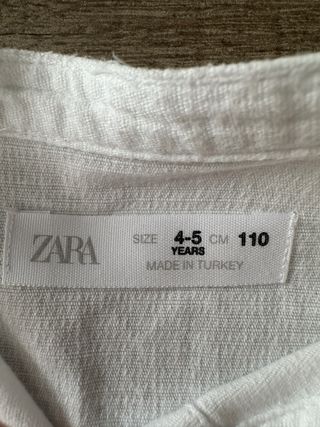 ZARA SIZE 4-5 CM 110
YEARS
MADE IN TURKEY